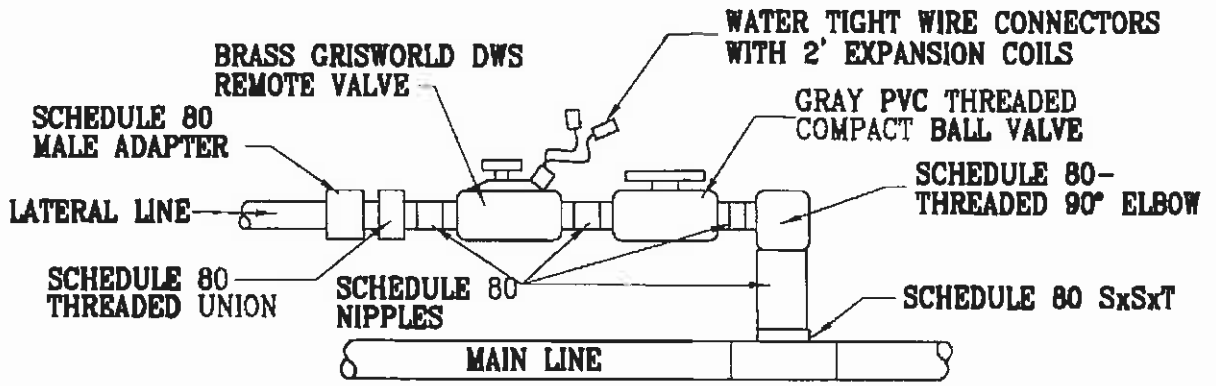 WATER TIGHT WIRE CONNECTORS
WITH 2' EXPANSION COILS
BRASS GRISWORLD DWS
REMOTE VALVE
GRAY PVC THREADED
COMPACT BALL VALVE
SCHEDULE 80
MALE ADAPTER
SCHEDULE 80-
THREADED 90° ELBOW
LATERAL LINE
SCHEDULE 80
THREADED UNION
SCHEDULE 80
NIPPLES
SCHEDULE 80 SxSxT
MAIN LINE